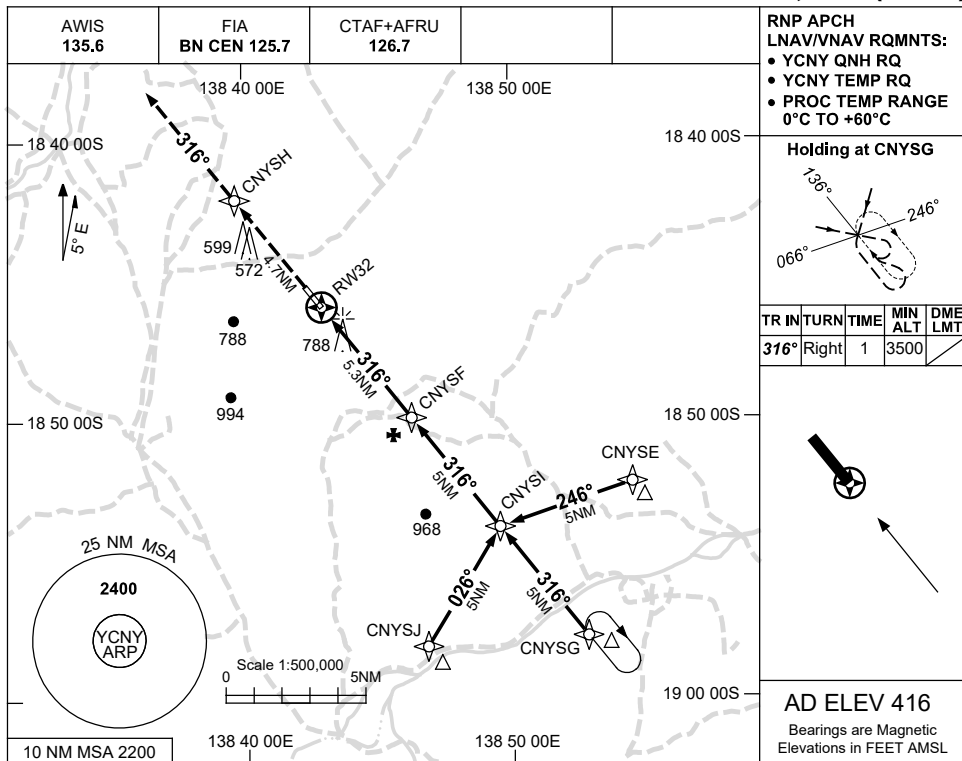 AWIS
135.6
FIA
BN CEN 125.7
CTAF+AFRU
126.7
RNP APCH
LNAV/VNAV RQMNTS:
• YCNY QNH RQ
• YCNY TEMP RQ
• PROC TEMP RANGE
0°C TO +60°C
138 40 00E
138 50 00E
18 40 00S
18 40 00S
316°
CNYSH
5° E
599
572
4.7NM
RW32
788
788
316°
5.3NM
994
CNYSF
18 50 00S
18 50 00S
316°
5NM
CNYSI
CNYSE
246°
5NM
968
026°
5NM
316°
5NM
CNYSJ
CNYSG
25 NM MSA
2400
YCNY
ARP
Scale 1:500,000
0
5NM
19 00 00S
10 NM MSA 2200
138 40 00E
138 50 00E
Holding at CNYSG
136°
246°
066°
TR IN TURN TIME MIN ALT DME LMT
316° Right 1 3500
AD ELEV 416
Bearings are Magnetic
Elevations in FEET AMSL